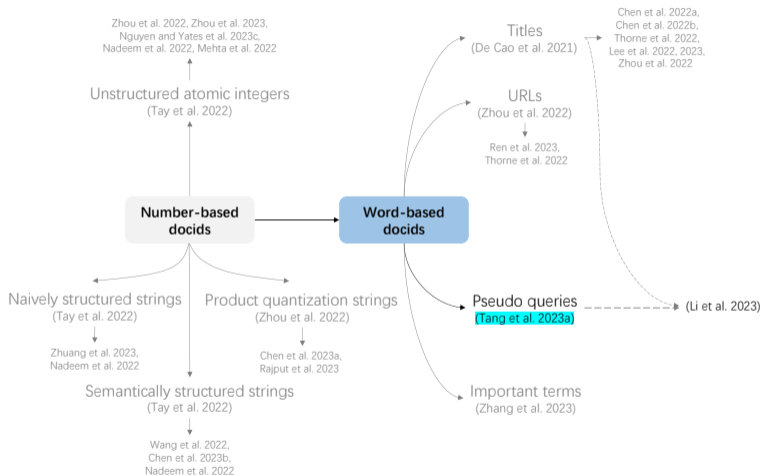 Zhou et al. 2022, Zhou et al. 2023,
Nguyen and Yates et al. 2023c,
Nadeem et al. 2022, Mehta et al. 2022
Unstructured atomic integers
(Tay et al. 2022)
Number-based
docids
Naively structured strings
(Tay et al. 2022)
Zhuang et al. 2023,
Nadeem et al. 2022
Product quantization strings
(Zhou et al. 2022)
Chen et al. 2023a,
Rajput et al. 2023
Semantically structured strings
(Tay et al. 2022)
Wang et al. 2022,
Chen et al. 2023b,
Nadeem et al. 2022
Word-based
docids
Titles
(De Cao et al. 2021)
Chen et al. 2022a,
Chen et al. 2022b,
Thorne et al. 2022,
Lee et al. 2022, 2023,
Zhou et al. 2022
URLs
(Zhou et al. 2022)
Ren et al. 2023,
Thorne et al. 2022
Pseudo queries
(Tang et al. 2023a)
(Li et al. 2023)
Important terms
(Zhang et al. 2023)